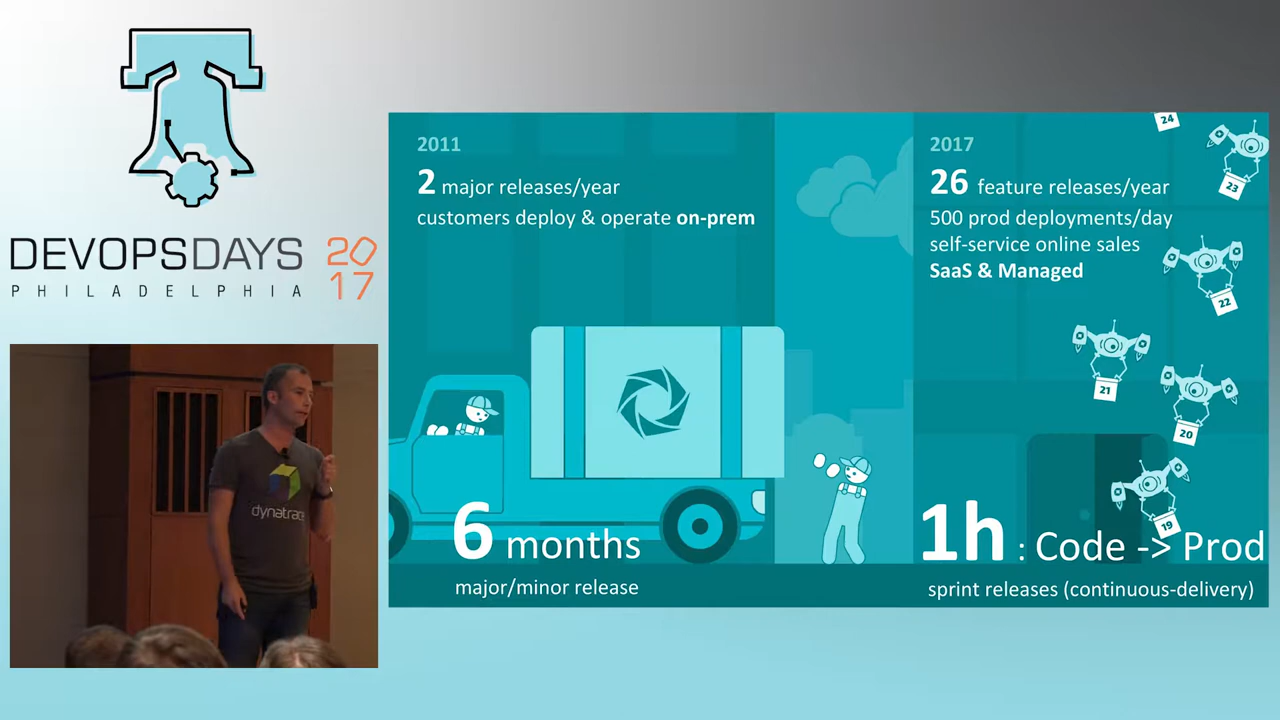 DEVOPSDAYS
PHILADELPHIA
20
17
dynatrace
2011
2 major releases/year
customers deploy & operate on-prem
6 months
major/minor release
2017
26 feature releases/year
500 prod deployments/day
self-service online sales
SaaS & Managed
24
23
22
21
20
19
1h : Code -> Prod
sprint releases (continuous-delivery)